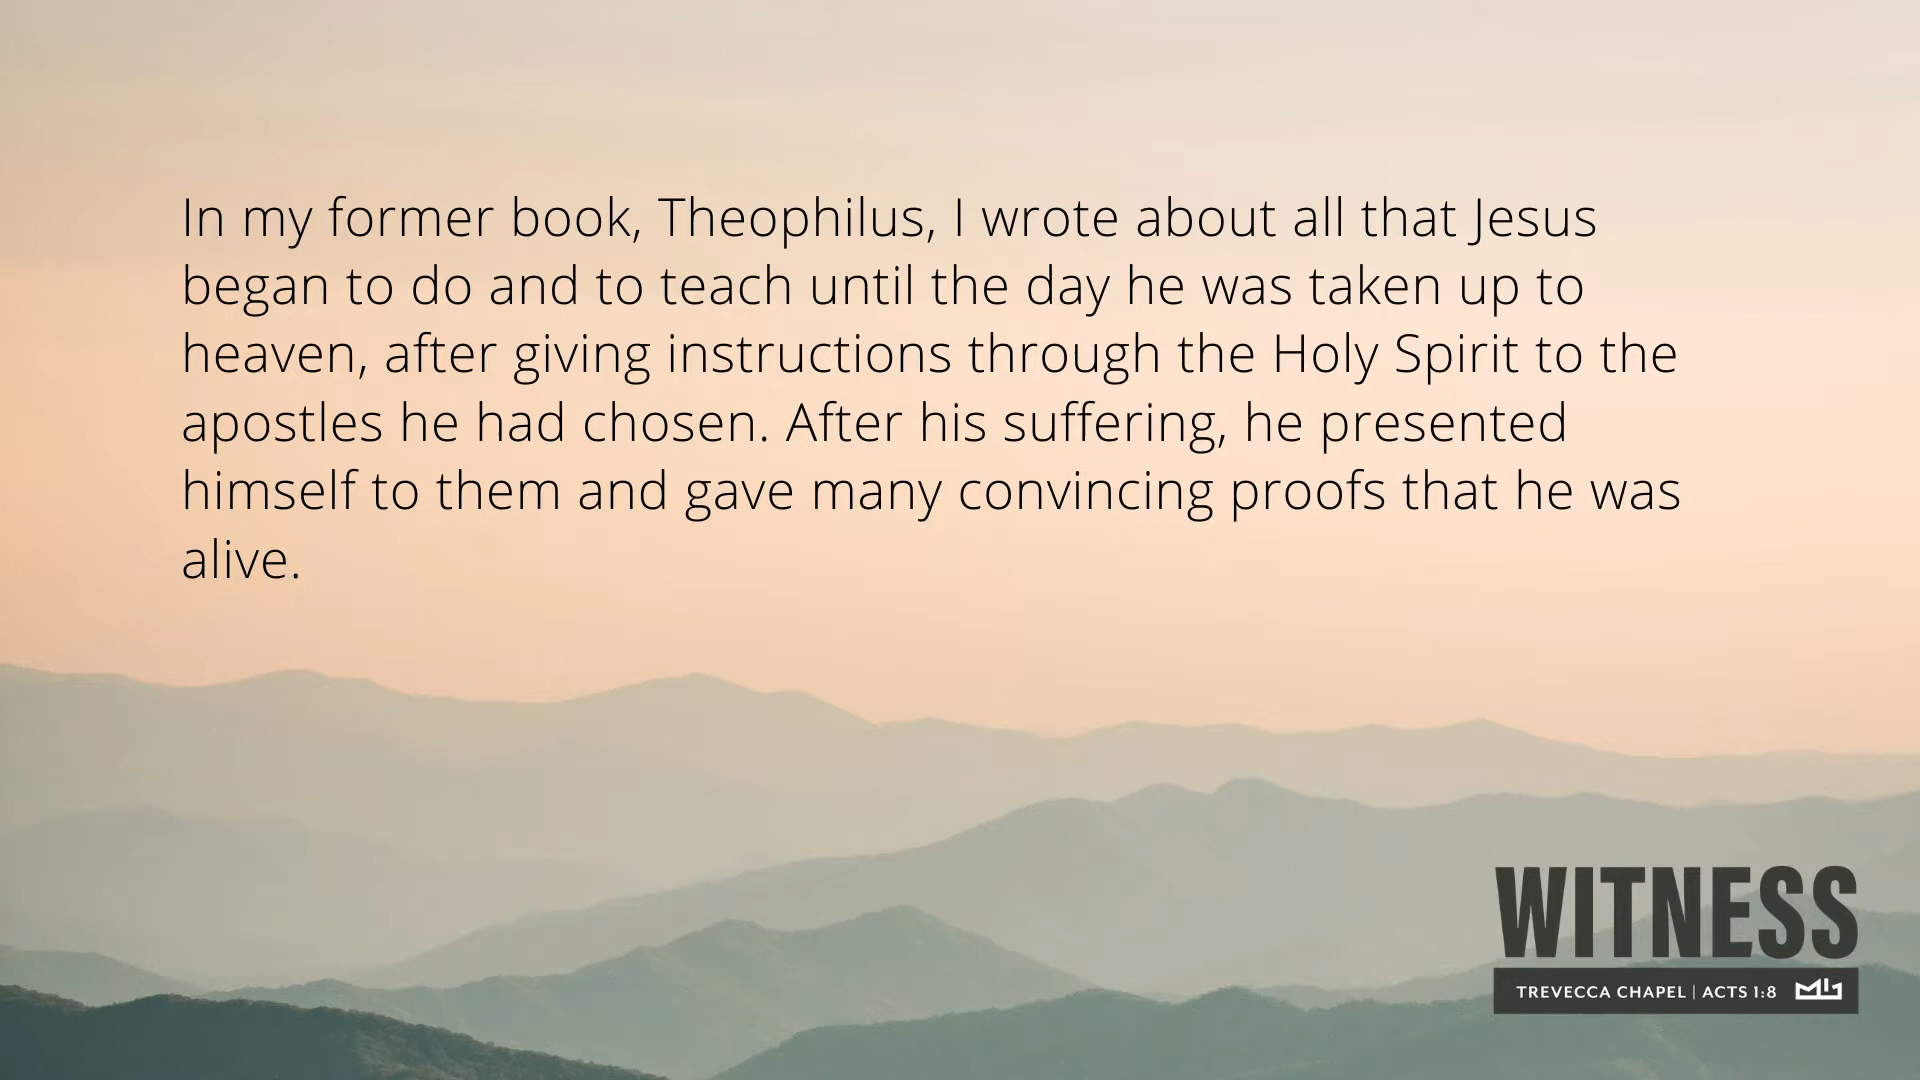 In my former book, Theophilus, I wrote about all that Jesus
began to do and to teach until the day he was taken up to
heaven, after giving instructions through the Holy Spirit to the
apostles he had chosen. After his suffering, he presented
himself to them and gave many convincing proofs that he was
alive.
WITNESS
TREVECCA CHAPEL | ACTS 1:8